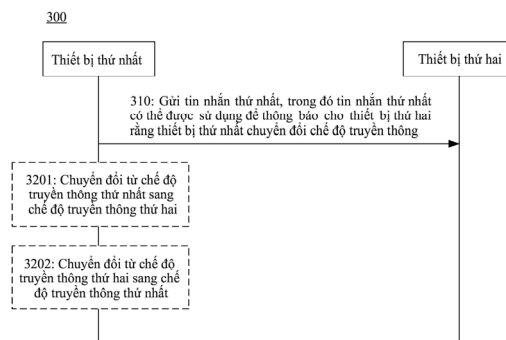 300
Thiết bị thứ nhất
Thiết bị thứ hai
310: Gửi tin nhắn thứ nhất, trong đó tin nhắn thứ nhất
có thể được sử dụng để thông báo cho thiết bị thứ hai
rằng thiết bị thứ nhất chuyển đổi chế độ truyền thông
3201: Chuyển đổi từ chế độ
truyền thông thứ nhất sang
chế độ truyền thông thứ hai
3202: Chuyển đổi từ chế độ
truyền thông thứ hai sang chế
độ truyền thông thứ nhất